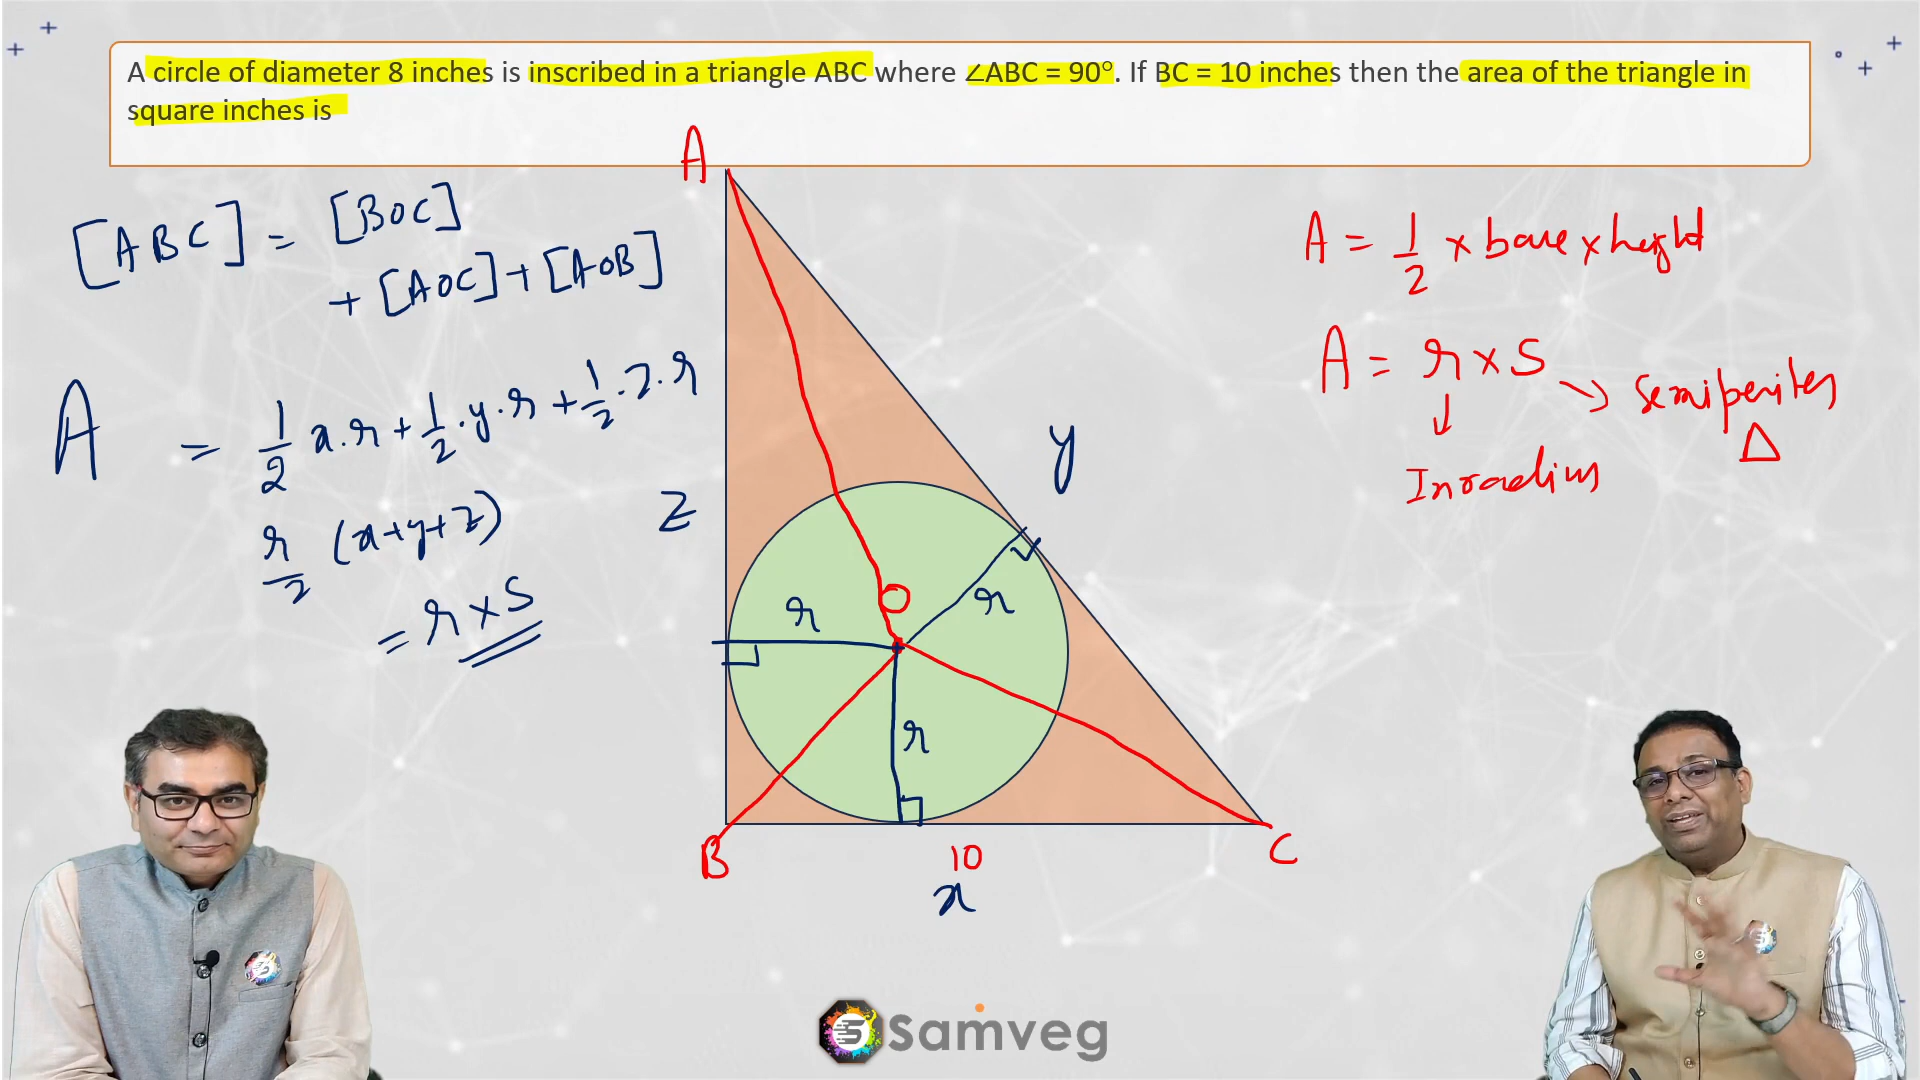 A circle of diameter 8 inches is inscribed in a triangle ABC where ∠ABC = 90°. If BC = 10 inches then the area of the triangle in
square inches is
[ABC] = [BOC]
+ [AOC] + [AOB]
A = 1/2 x.r + 1/2 .y.r + 1/2 .z.r
r/2 (x+y+z)
= r x s
A
z
y
O
r
r
r
B
10
C
x
A = 1/2 x base x height
A = r x s
Semiperimeter
Δ
Inradius
Samveg